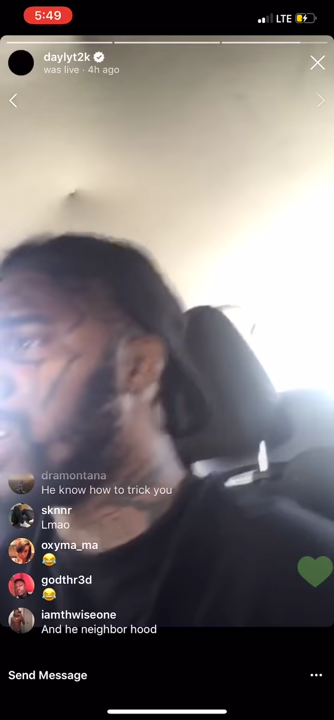 5:49
LTE
daylyt2k
was live · 4h ago
dramontana
He know how to trick you
sknnr
Lmao
oxyma_ma
😂
godthr3d
😂
iamthwiseone
And he neighbor hood
Send Message